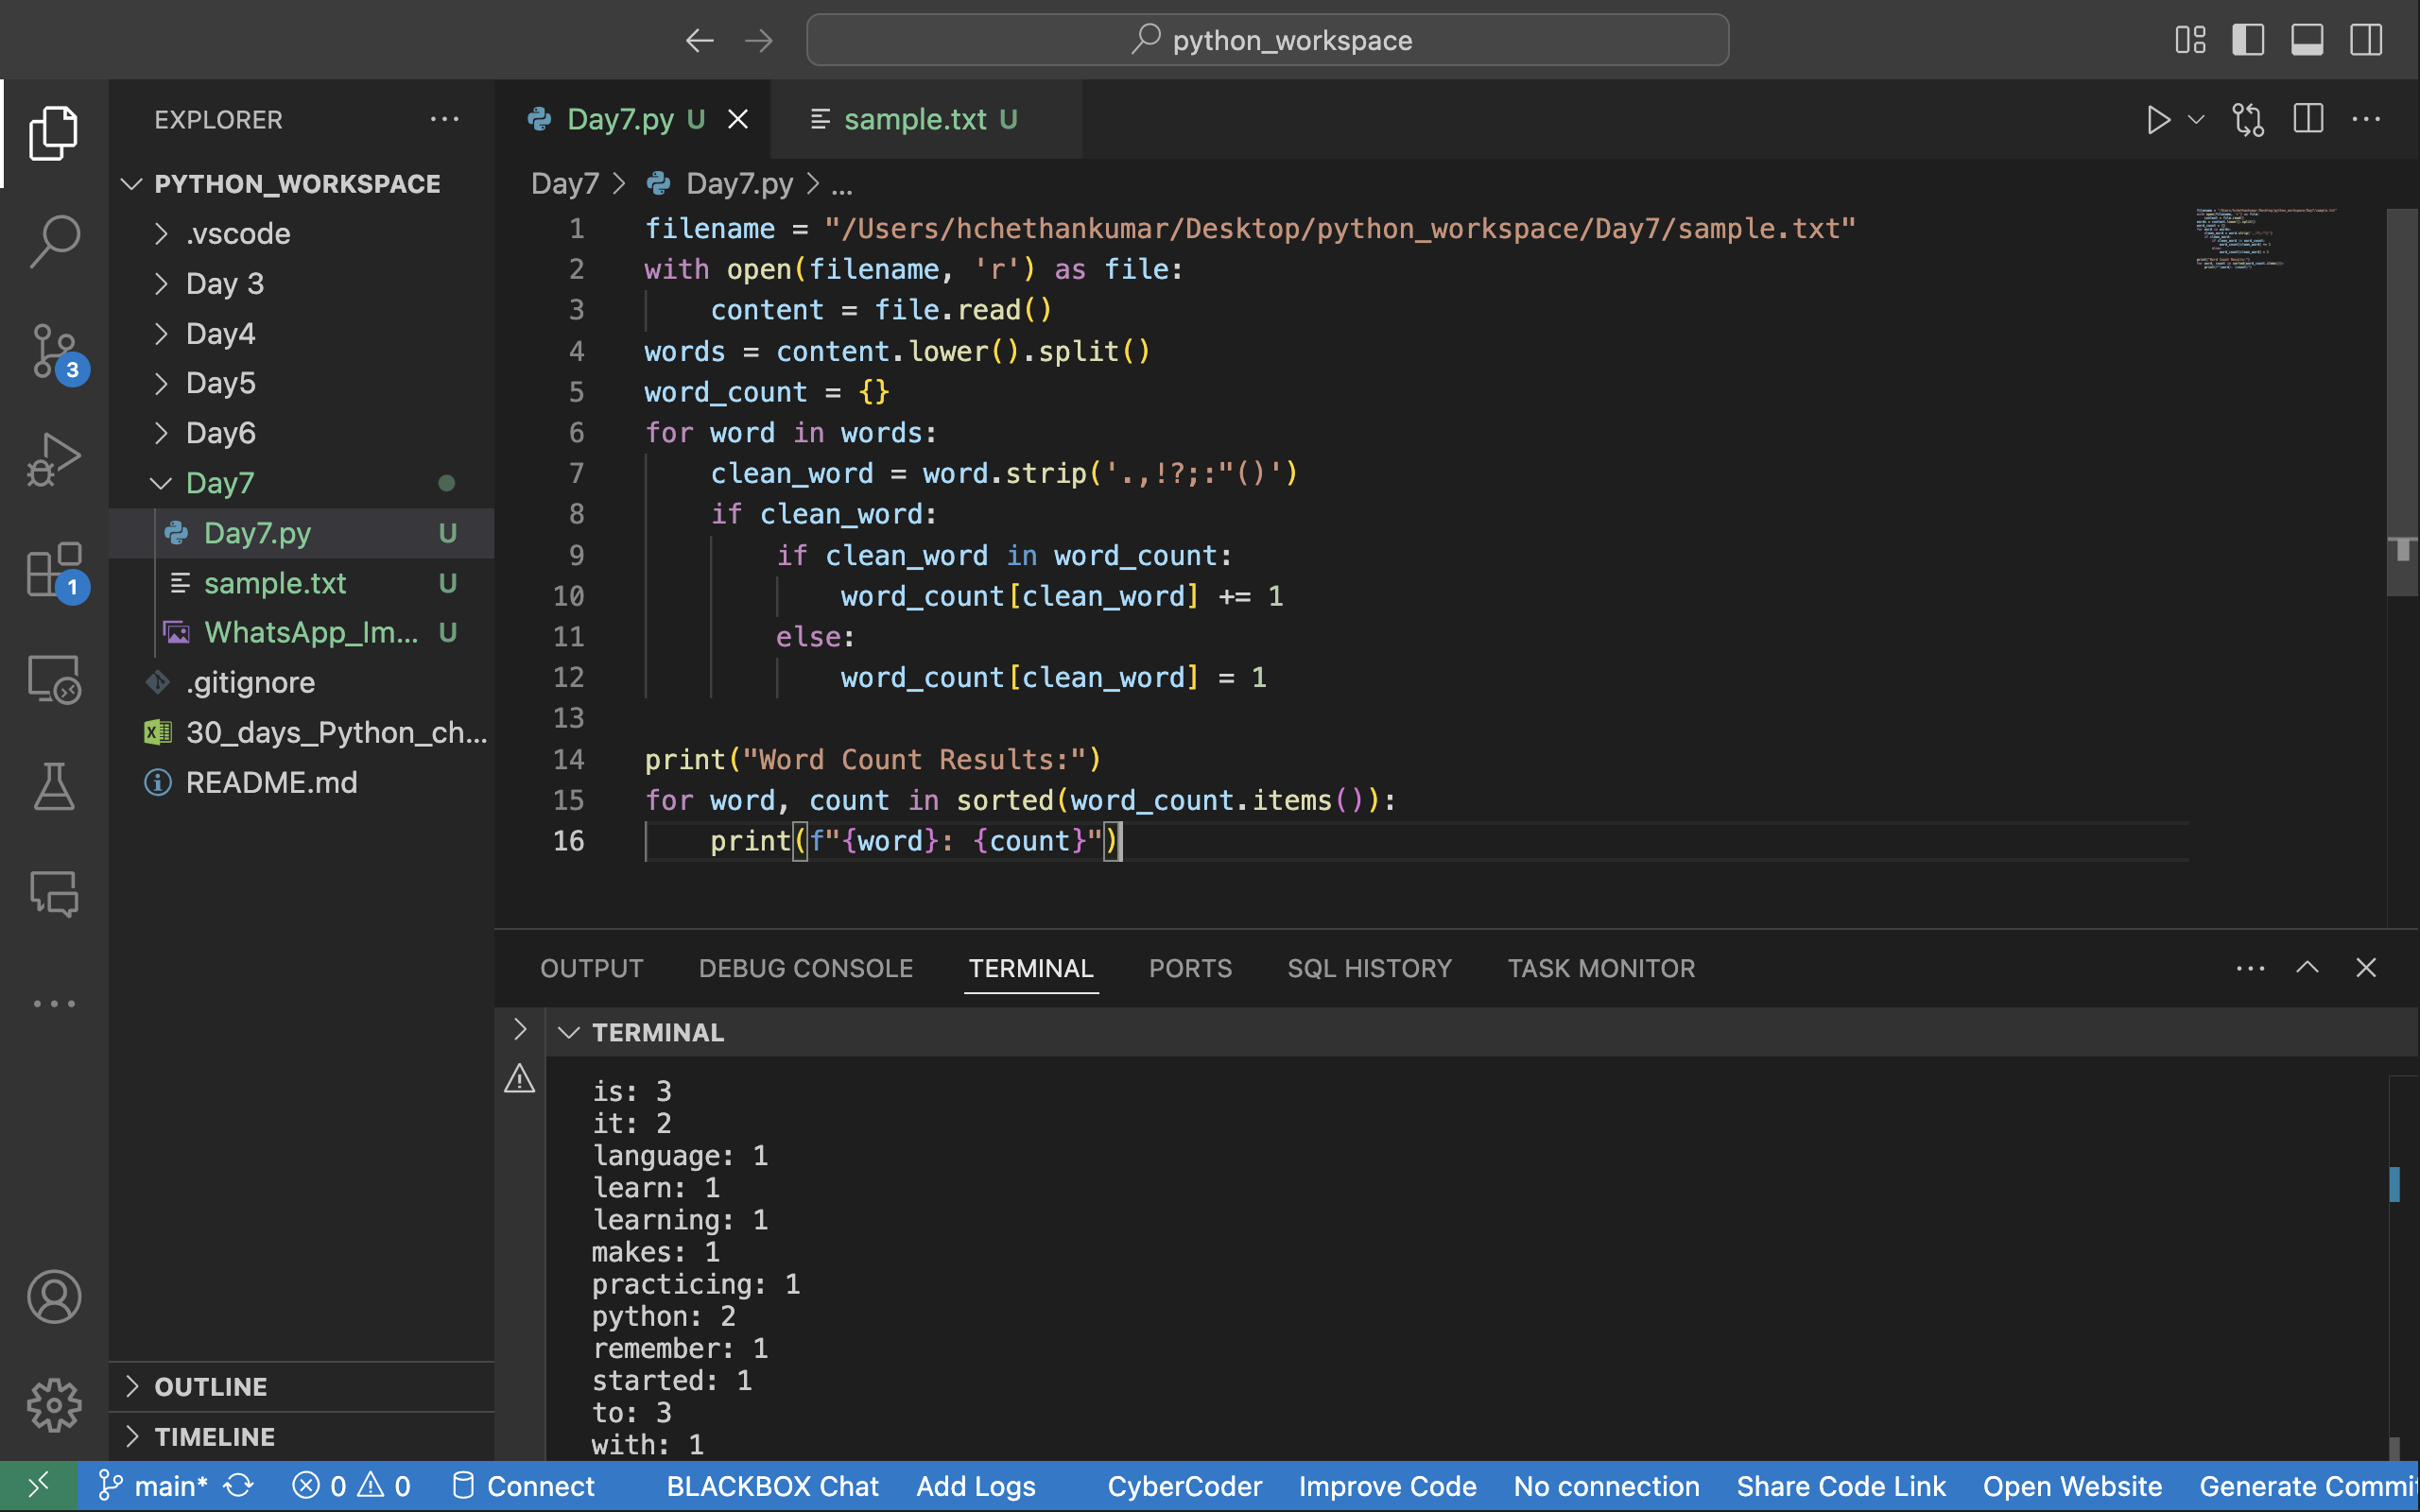 python_workspace
EXPLORER
PYTHON_WORKSPACE
.vscode
Day 3
Day4
Day5
Day6
Day7
Day7.py U
sample.txt U
WhatsApp_Im... U
.gitignore
30_days_Python_ch...
README.md
OUTLINE
TIMELINE
3
1
Day7.py U
sample.txt U
Day7 > Day7.py > ...
1 filename = "/Users/hchethankumar/Desktop/python_workspace/Day7/sample.txt"
2 with open(filename, 'r') as file:
3     content = file.read()
4 words = content.lower().split()
5 word_count = {}
6 for word in words:
7     clean_word = word.strip('.,!?;:"()')
8     if clean_word:
9         if clean_word in word_count:
10             word_count[clean_word] += 1
11         else:
12             word_count[clean_word] = 1
13
14 print("Word Count Results:")
15 for word, count in sorted(word_count.items()):
16     print(f"{word}: {count}")
OUTPUT DEBUG CONSOLE TERMINAL PORTS SQL HISTORY TASK MONITOR
TERMINAL
is: 3
it: 2
language: 1
learn: 1
learning: 1
makes: 1
practicing: 1
python: 2
remember: 1
started: 1
to: 3
with: 1
main* 0 0 Connect BLACKBOX Chat Add Logs CyberCoder Improve Code No connection Share Code Link Open Website Generate Commit